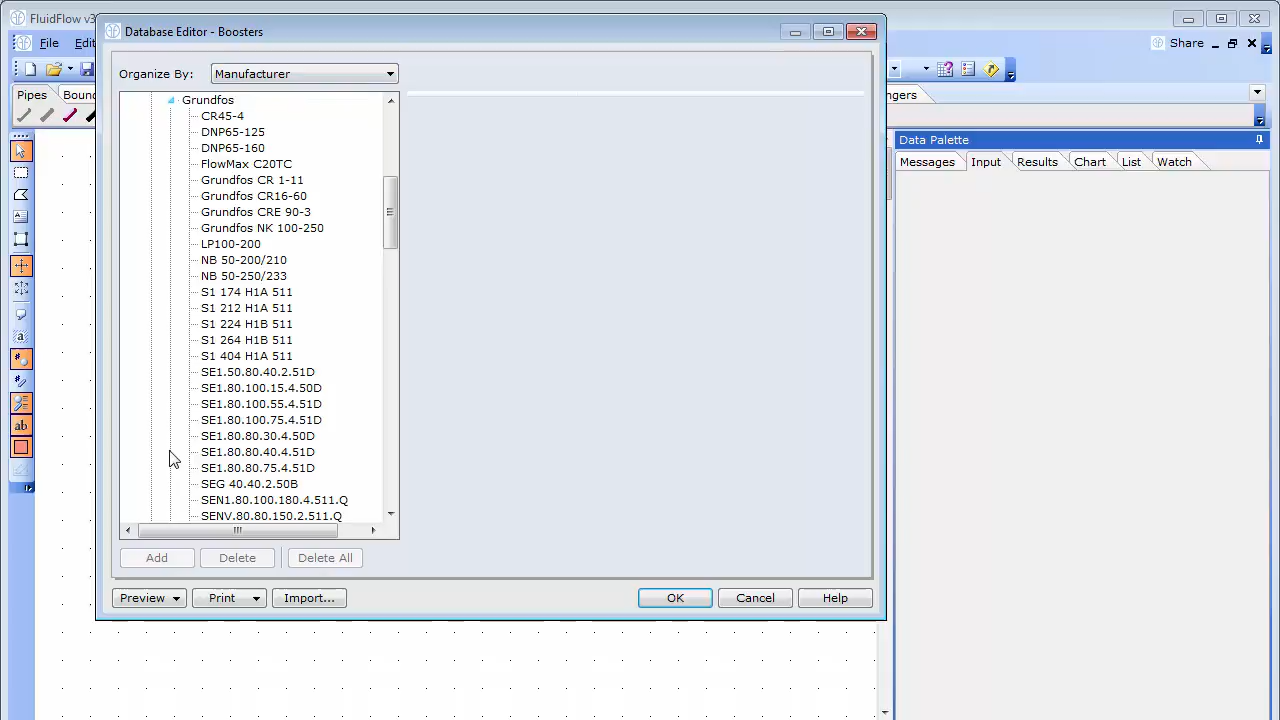 FluidFlow v3
Database Editor - Boosters
File
Edit
Share
Organize By:
Manufacturer
Pipes
Bound
ngers
Data Palette
Messages
Input
Results
Chart
List
Watch
Grundfos
CR45-4
DNP65-125
DNP65-160
FlowMax C20TC
Grundfos CR 1-11
Grundfos CR16-60
Grundfos CRE 90-3
Grundfos NK 100-250
LP100-200
NB 50-200/210
NB 50-250/233
S1 174 H1A 511
S1 212 H1A 511
S1 224 H1B 511
S1 264 H1B 511
S1 404 H1A 511
SE1.50.80.40.2.51D
SE1.80.100.15.4.50D
SE1.80.100.55.4.51D
SE1.80.100.75.4.51D
SE1.80.80.30.4.50D
SE1.80.80.40.4.51D
SE1.80.80.75.4.51D
SEG 40.40.2.50B
SEN1.80.100.180.4.511.Q
SENV.80.80.150.2.511.Q
ab
Add
Delete
Delete All
Preview
Print
Import...
OK
Cancel
Help